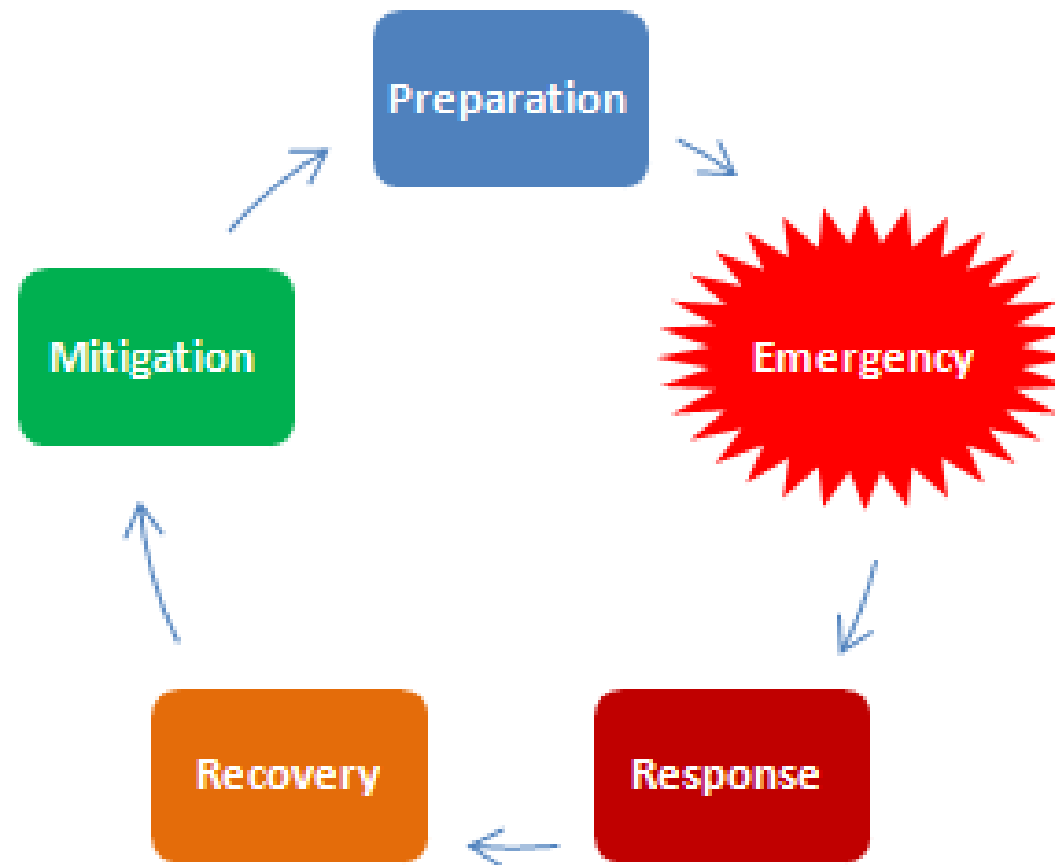 Preparation
Emergency
Response
Recovery
Mitigation